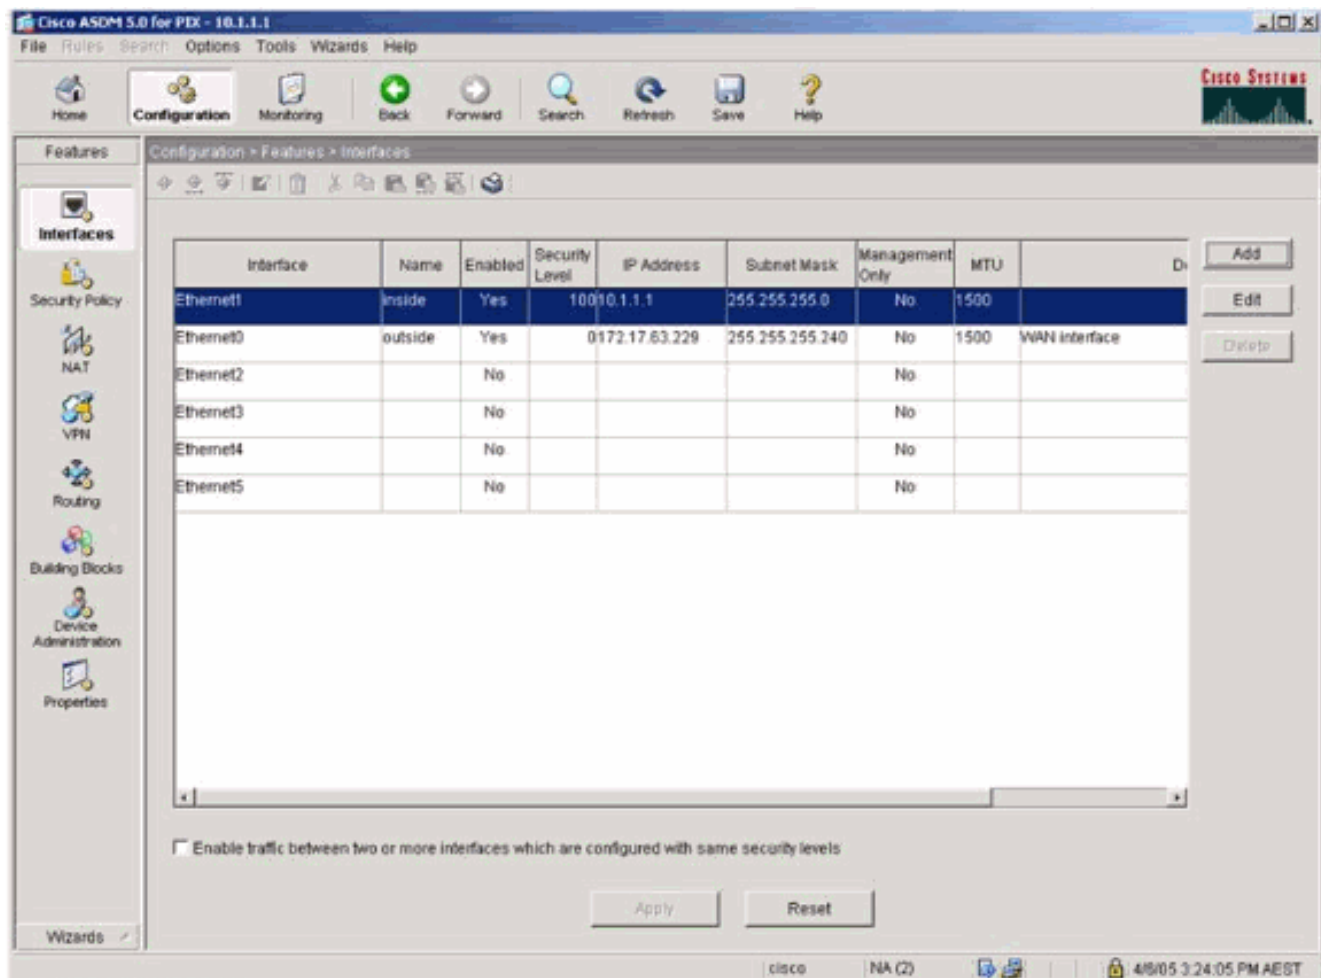 Cisco ASDM 5.0 for PIX - 10.1.1.1
File Rules Search Options Tools Wizards Help
Home Configuration Monitoring Back Forward Search Refresh Save Help
CISCO SYSTEMS
Features
Configuration > Features > Interfaces
Interfaces
Security Policy
NAT
VPN
Routing
Building Blocks
Device Administration
Properties
Wizards
Interface Name Enabled Security Level IP Address Subnet Mask Management Only MTU
Ethernet1 inside Yes 100 10.1.1.1 255.255.255.0 No 1500
Ethernet0 outside Yes 0 172.17.63.229 255.255.255.240 No 1500 WAN interface
Ethernet2 No No
Ethernet3 No No
Ethernet4 No No
Ethernet5 No No
Add
Edit
Delete
Enable traffic between two or more interfaces which are configured with same security levels
Apply Reset
cisco NA (2) 4/6/05 3:24:05 PM AEST